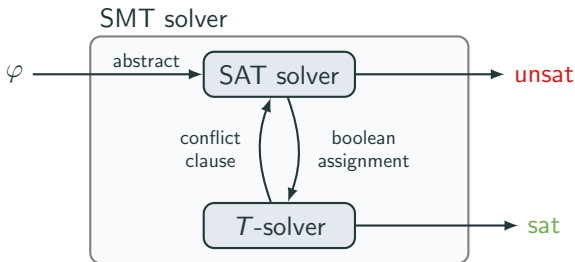 SMT solver
φ
abstract
SAT solver
unsat
conflict
clause
boolean
assignment
T-solver
sat